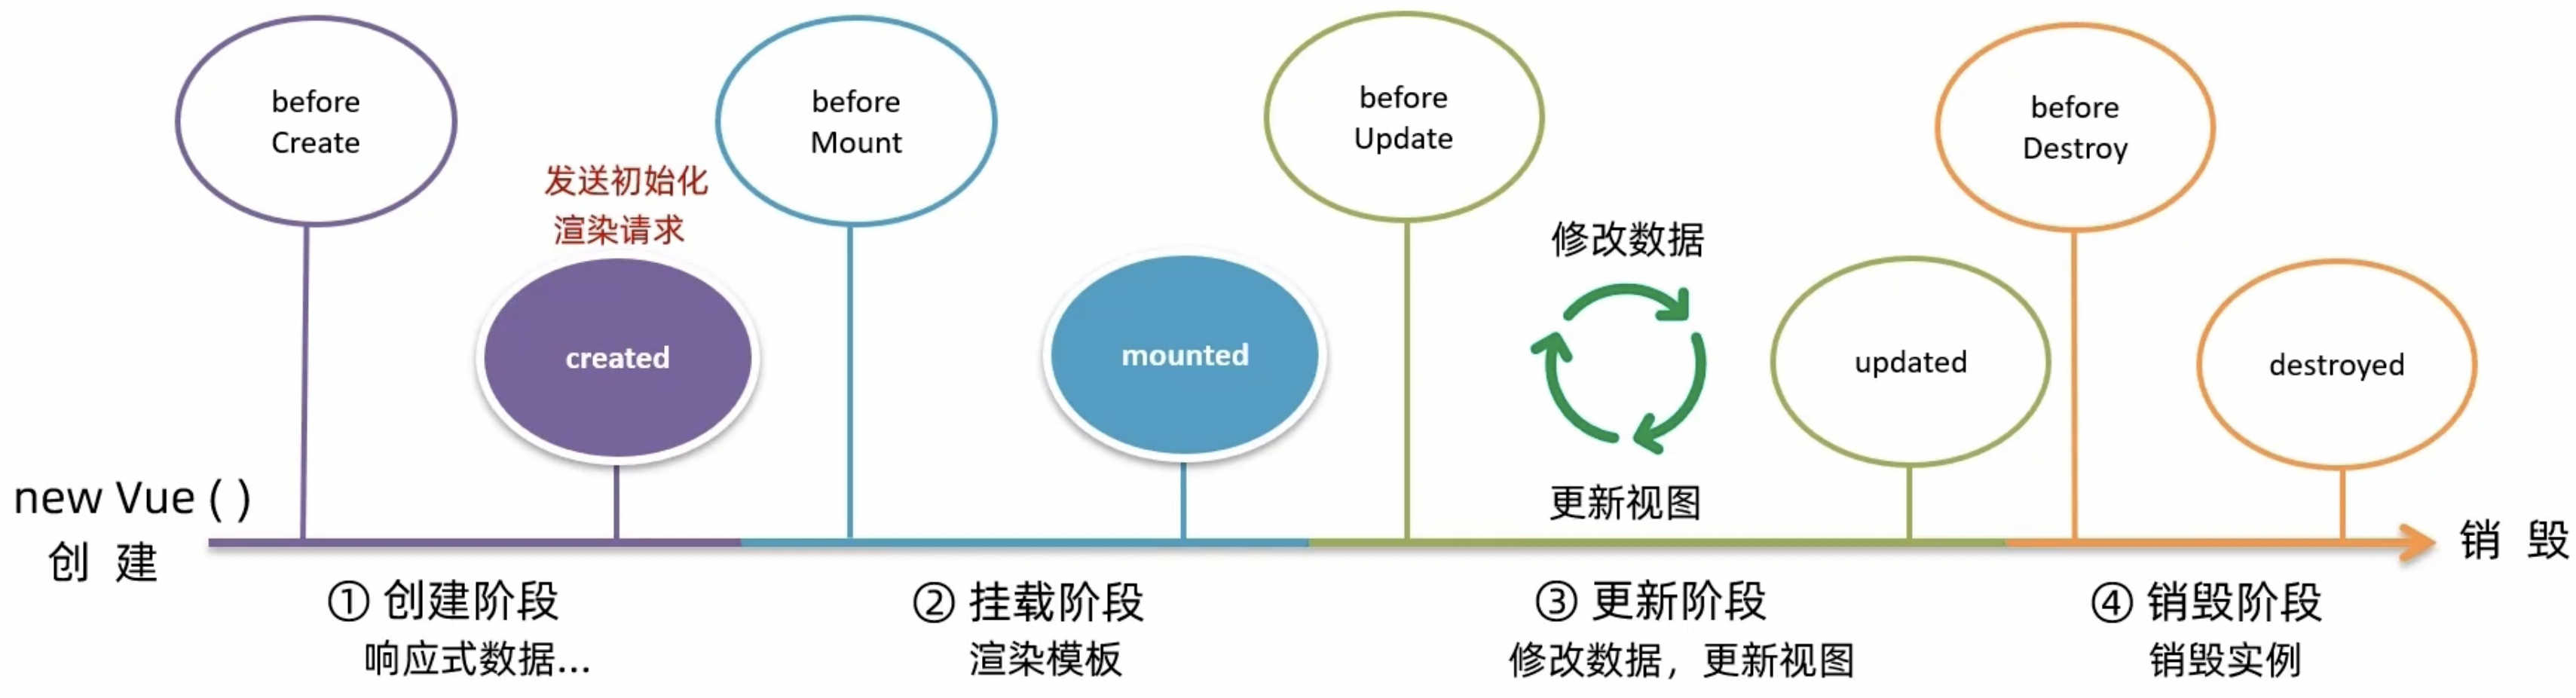 before
Create
发送初始化
渲染请求
created
before
Mount
mounted
before
Update
修改数据
更新视图
updated
before
Destroy
destroyed
new Vue ( )
创 建
销 毁
① 创建阶段
响应式数据...
② 挂载阶段
渲染模板
③ 更新阶段
修改数据，更新视图
④ 销毁阶段
销毁实例